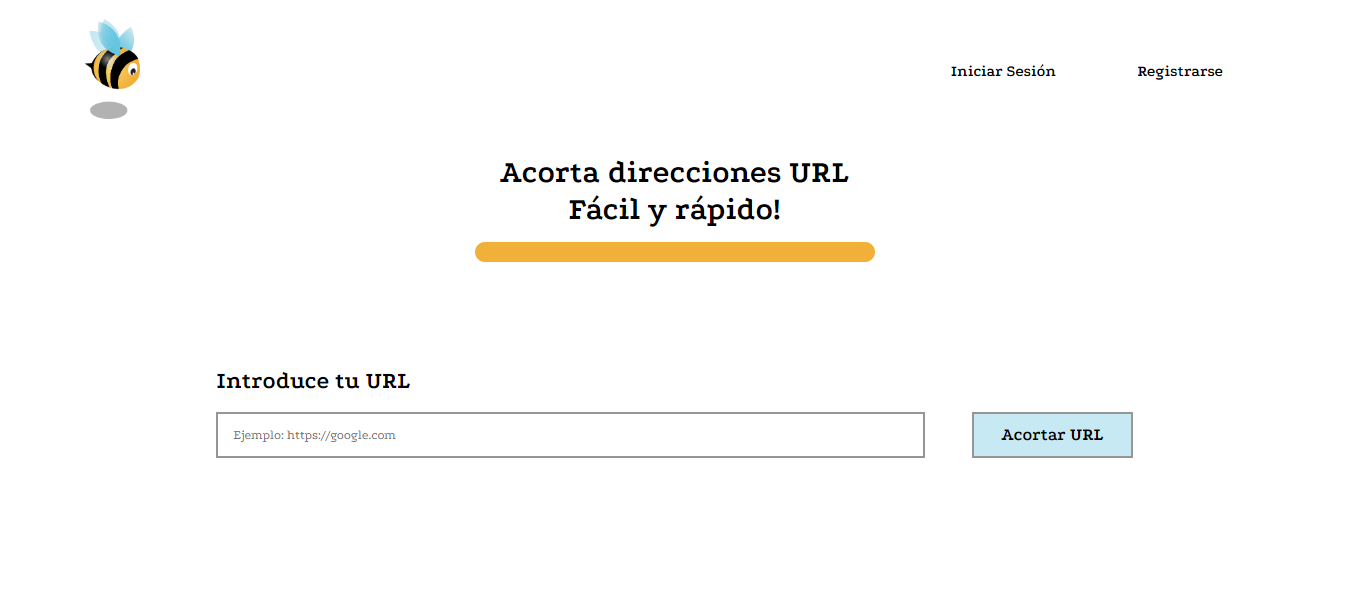 Iniciar Sesión
Registrarse
Acorta direcciones URL
Fácil y rápido!
Introduce tu URL
Ejemplo: https://google.com
Acortar URL